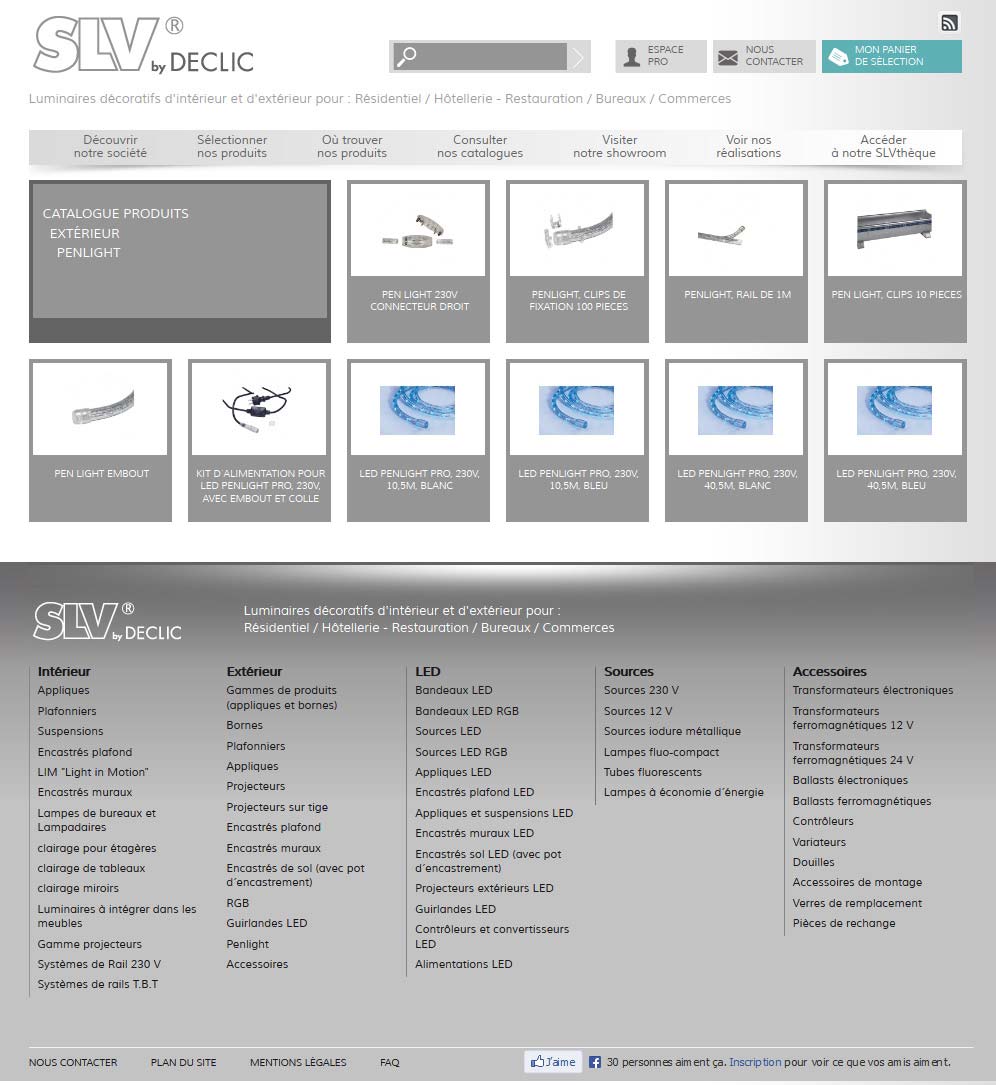 SLV® by DECLIC
ESPACE
PRO
NOUS
CONTACTER
MON PANIER
DE SÉLECTION
Luminaires décoratifs d'intérieur et d'extérieur pour : Résidentiel / Hôtellerie - Restauration / Bureaux / Commerces
Découvrir
notre société
Sélectionner
nos produits
Où trouver
nos produits
Consulter
nos catalogues
Visiter
notre showroom
Voir nos
réalisations
Accéder
à notre SLVthèque
CATALOGUE PRODUITS
EXTÉRIEUR
PENLIGHT
PEN LIGHT 230V
CONNECTEUR DROIT
PENLIGHT, CLIPS DE
FIXATION 100 PIECES
PENLIGHT, RAIL DE 1M
PEN LIGHT, CLIPS 10 PIECES
PEN LIGHT EMBOUT
KIT D´ALIMENTATION POUR
LED PENLIGHT PRO, 230V,
AVEC EMBOUT ET COLLE
LED PENLIGHT PRO, 230V,
10,5M, BLANC
LED PENLIGHT PRO, 230V,
10,5M, BLEU
LED PENLIGHT PRO, 230V,
40,5M, BLANC
LED PENLIGHT PRO, 230V,
40,5M, BLEU
SLV® by DECLIC
Luminaires décoratifs d'intérieur et d'extérieur pour :
Résidentiel / Hôtellerie - Restauration / Bureaux / Commerces
Intérieur
Appliques
Plafonniers
Suspensions
Encastrés plafond
LIM "Light in Motion"
Encastrés muraux
Lampes de bureaux et
Lampadaires
clairage pour étagères
clairage de tableaux
clairage miroirs
Luminaires à intégrer dans les
meubles
Gamme projecteurs
Systèmes de Rail 230 V
Systèmes de rails T.B.T
Extérieur
Gammes de produits
(appliques et bornes)
Bornes
Plafonniers
Appliques
Projecteurs
Projecteurs sur tige
Encastrés plafond
Encastrés muraux
Encastrés de sol (avec pot
d´encastrement)
RGB
Guirlandes LED
Penlight
Accessoires
LED
Bandeaux LED
Bandeaux LED RGB
Sources LED
Sources LED RGB
Appliques LED
Encastrés plafond LED
Appliques et suspensions LED
Encastrés muraux LED
Encastrés sol LED (avec pot
d´encastrement)
Projecteurs extérieurs LED
Guirlandes LED
Contrôleurs et convertisseurs
LED
Alimentations LED
Sources
Sources 230 V
Sources 12 V
Sources iodure métallique
Lampes fluo-compact
Tubes fluorescents
Lampes à économie d´énergie
Accessoires
Transformateurs électroniques
Transformateurs
ferromagnétiques 12 V
Transformateurs
ferromagnétiques 24 V
Ballasts électroniques
Ballasts ferromagnétiques
Contrôleurs
Variateurs
Douilles
Accessoires de montage
Verres de remplacement
Pièces de rechange
NOUS CONTACTER
PLAN DU SITE
MENTIONS LÉGALES
FAQ
J'aime
30 personnes aiment ça. Inscription pour voir ce que vos amis aiment.